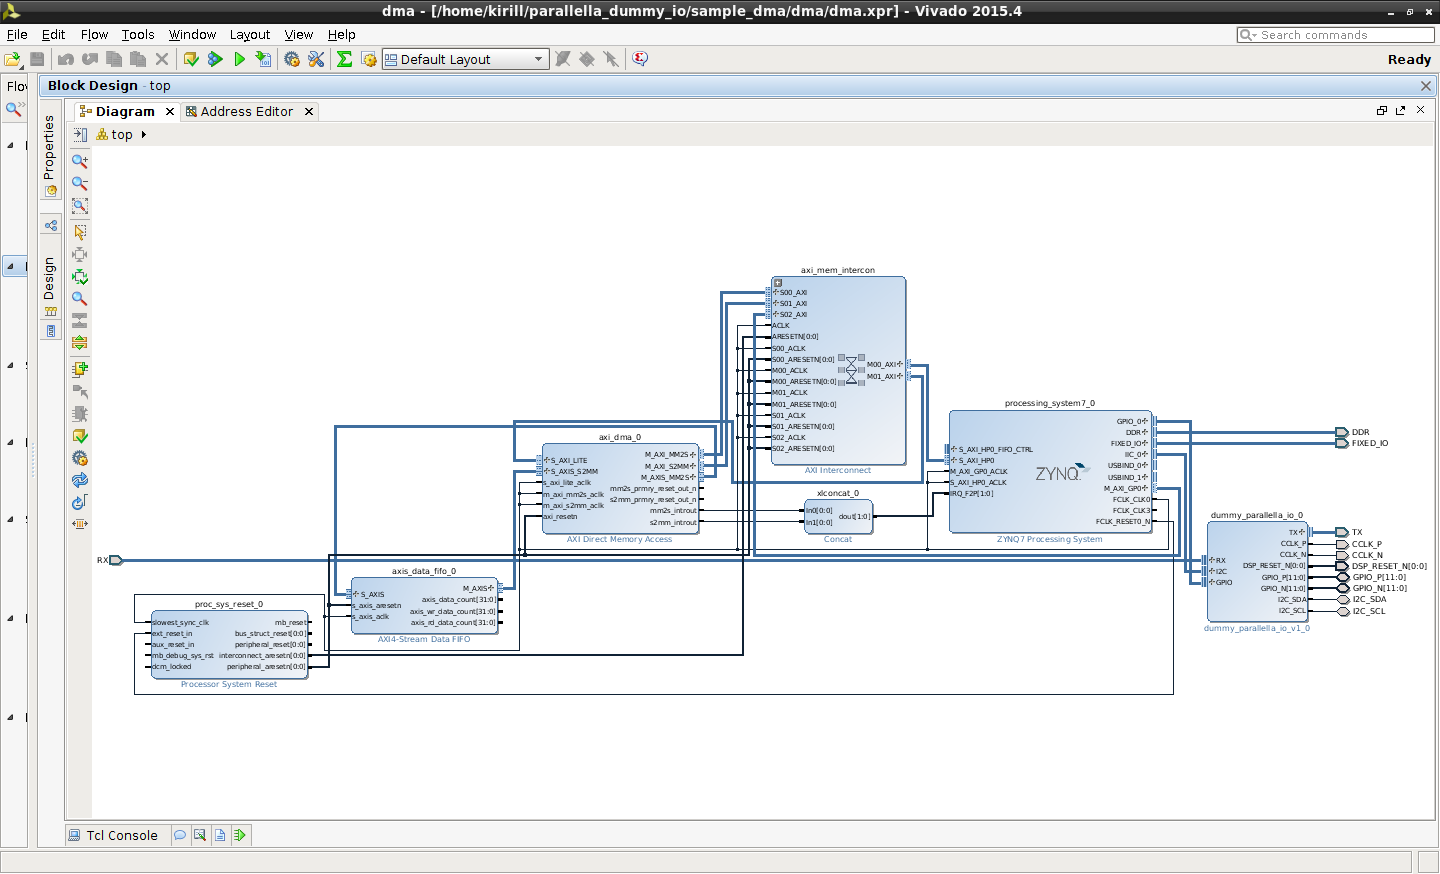 dma - [/home/kirill/parallella_dummy_io/sample_dma/dma/dma.xpr] - Vivado 2015.4
File Edit Flow Tools Window Layout View Help
Search commands
Default Layout
Ready
Flo
Block Design - top
Properties
Design
Diagram
Address Editor
top
axi_mem_intercon
S00_AXI
S01_AXI
S02_AXI
ACLK
ARESETN[0:0]
S00_ACLK
S00_ARESETN[0:0]
M00_ACLK
M00_ARESETN[0:0]
M01_ACLK
M01_ARESETN[0:0]
S01_ACLK
S01_ARESETN[0:0]
S02_ACLK
S02_ARESETN[0:0]
M00_AXI
M01_AXI
AXI Interconnect
processing_system7_0
S_AXI_HP0_FIFO_CTRL
S_AXI_HP0
M_AXI_GP0_ACLK
S_AXI_HP0_ACLK
IRQ_F2P[1:0]
ZYNQ
GPIO_0
DDR
FIXED_IO
IIC_0
USBIND_0
USBIND_1
M_AXI_GP0
FCLK_CLK0
FCLK_CLK3
FCLK_RESET0_N
ZYNQ7 Processing System
DDR
FIXED_IO
axi_dma_0
S_AXI_LITE
S_AXIS_S2MM
s_axi_lite_aclk
m_axi_mm2s_aclk
m_axi_s2mm_aclk
axi_resetn
M_AXI_MM2S
M_AXI_S2MM
M_AXIS_MM2S
mm2s_prmry_reset_out_n
s2mm_prmry_reset_out_n
mm2s_introut
s2mm_introut
AXI Direct Memory Access
xlconcat_0
In0[0:0]
In1[0:0]
dout[1:0]
Concat
dummy_parallella_io_0
RX
I2C
GPIO
TX
CCLK_P
CCLK_N
DSP_RESET_N[0:0]
GPIO_P[11:0]
GPIO_N[11:0]
I2C_SDA
I2C_SCL
dummy_parallella_io_v1_0
TX
CCLK_P
CCLK_N
DSP_RESET_N[0:0]
GPIO_P[11:0]
GPIO_N[11:0]
I2C_SDA
I2C_SCL
RX
axis_data_fifo_0
S_AXIS
s_axis_aresetn
s_axis_aclk
M_AXIS
axis_data_count[31:0]
axis_wr_data_count[31:0]
axis_rd_data_count[31:0]
AXI4-Stream Data FIFO
proc_sys_reset_0
slowest_sync_clk
ext_reset_in
aux_reset_in
mb_debug_sys_rst
dcm_locked
mb_reset
bus_struct_reset[0:0]
peripheral_reset[0:0]
interconnect_aresetn[0:0]
peripheral_aresetn[0:0]
Processor System Reset
Tcl Console